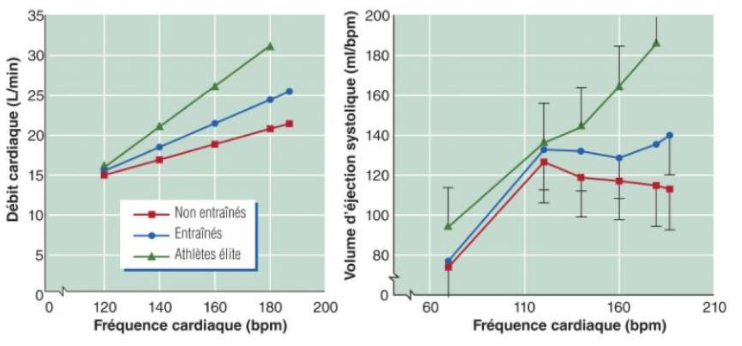 Débit cardiaque (L/min)
35
30
25
20
15
10
5
0
Non entraînés
Entraînés
Athlètes élite
0 120 140 160 180 200
Fréquence cardiaque (bpm)
Volume d'éjection systolique (ml/bpm)
200
180
160
140
120
100
80
0
60 110 160 210
Fréquence cardiaque (bpm)